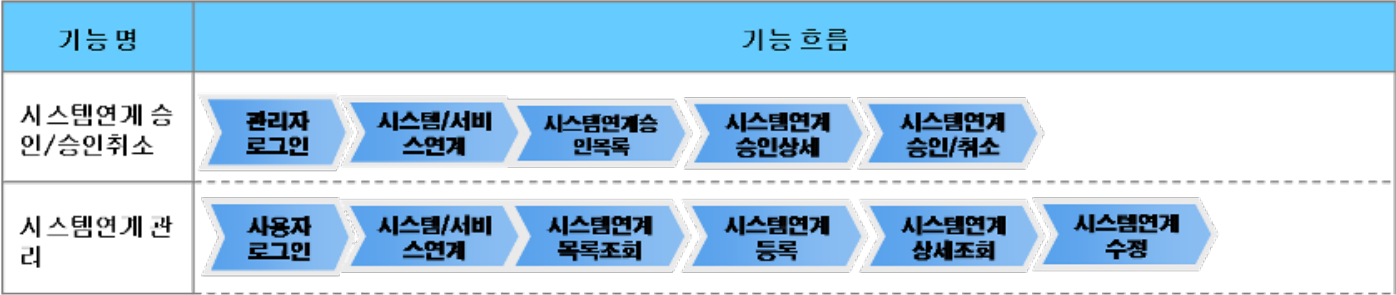 기능 명
기능 흐름
시스템연계 승
인/승인취소
관리자
로그인
시스템/서비
스연계
시스템연계승
인목록
시스템연계
승인상세
시스템연계
승인/취소
시스템연계 관
리
사용자
로그인
시스템/서비
스연계
시스템연계
목록조회
시스템연계
등록
시스템연계
상세조회
시스템연계
수정